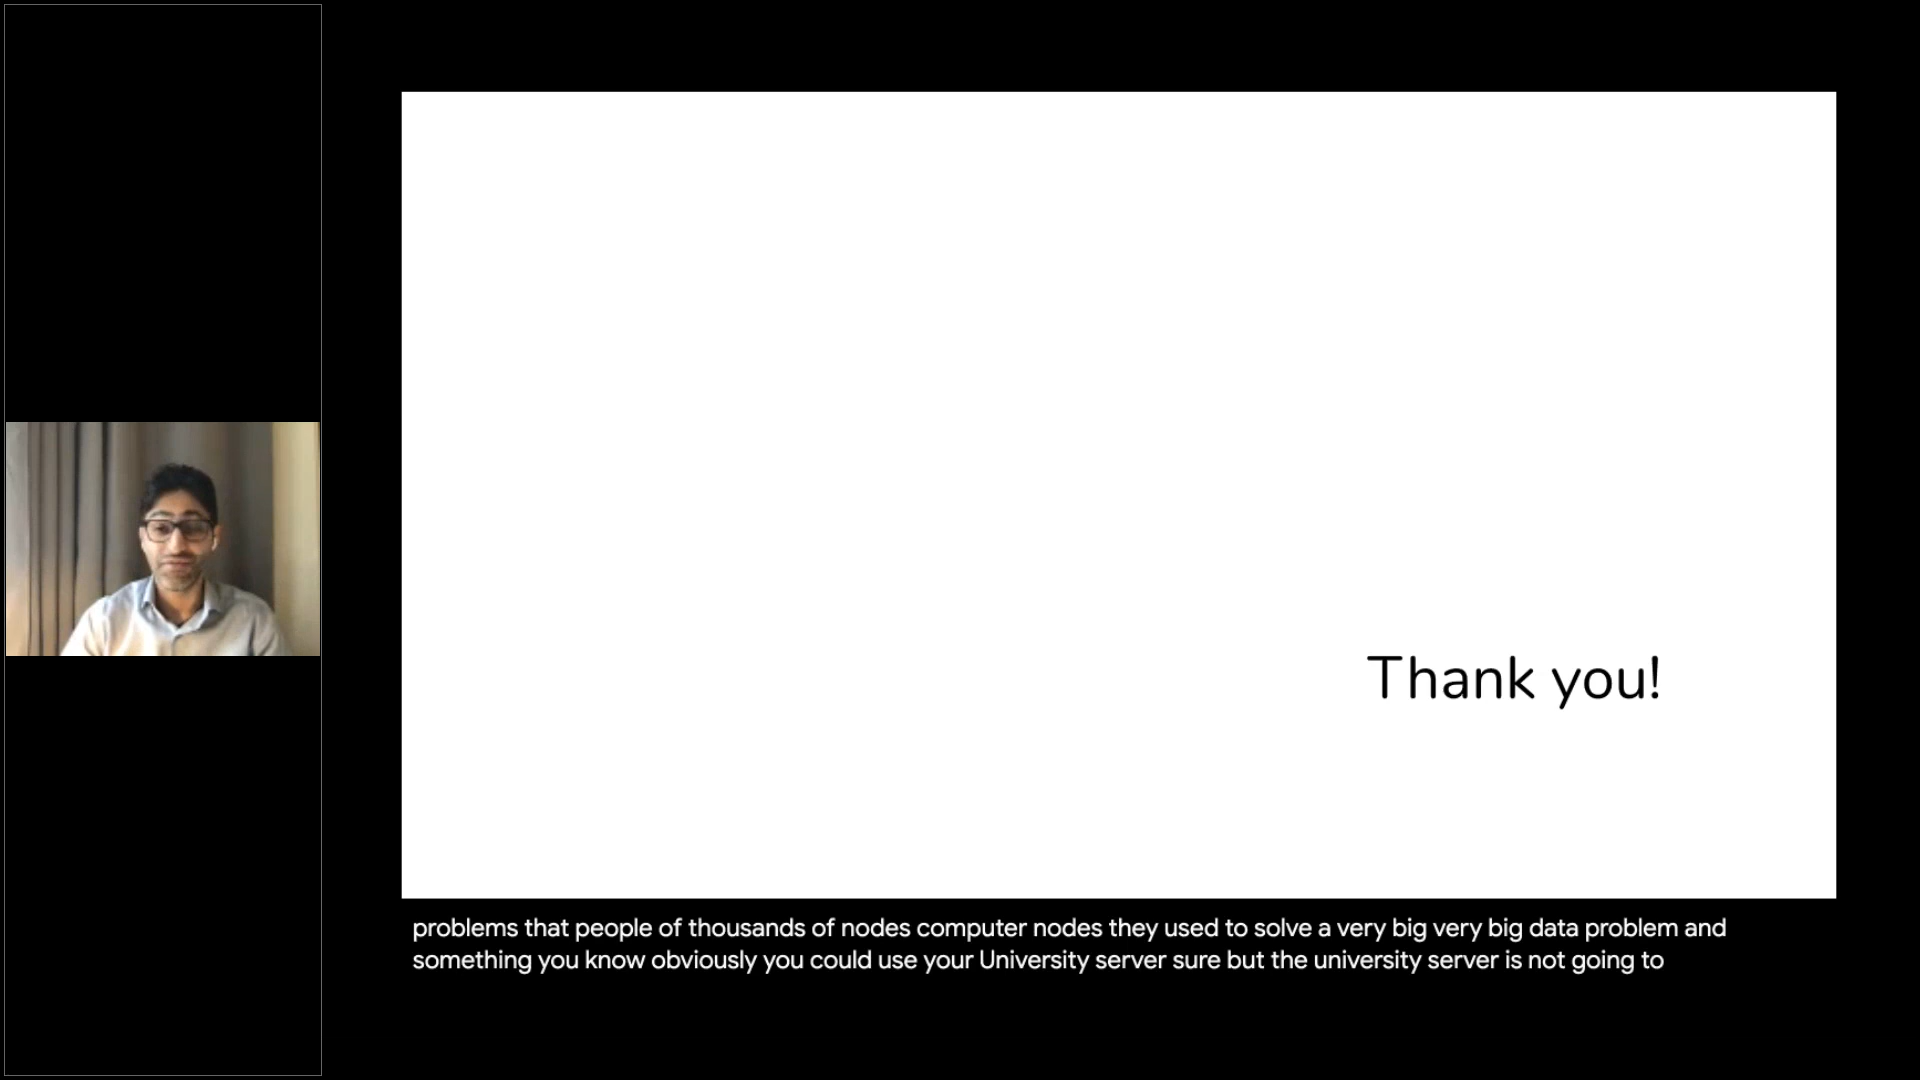 Thank you!
problems that people of thousands of nodes computer nodes they used to solve a very big very big data problem and
something you know obviously you could use your University server sure but the university server is not going to